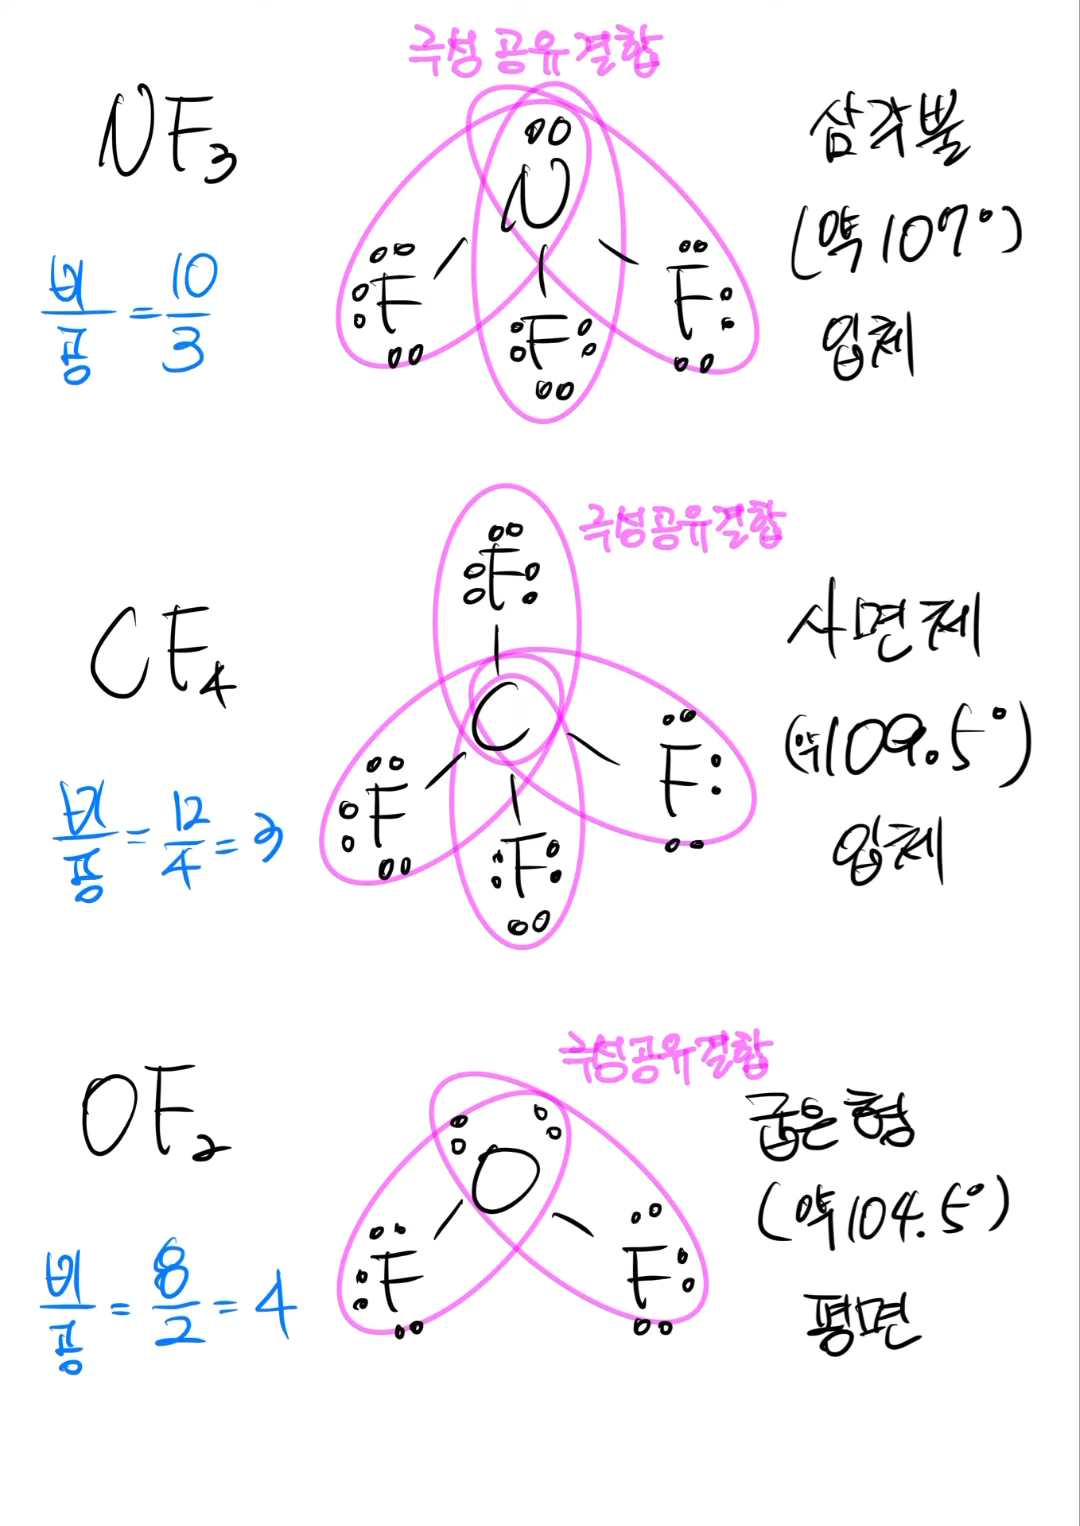 극성 공유 결합
NF₃
N
F F F
삼각뿔
(약 107°)
입체
비/공 = 10/3
극성공유결합
CF₄
F
C
F F F
사면체
(약 109.5°)
입체
비/공 = 12/4 = 3
극성공유결합
OF₂
O
F F
굽은형
(약 104.5°)
평면
비/공 = 8/2 = 4